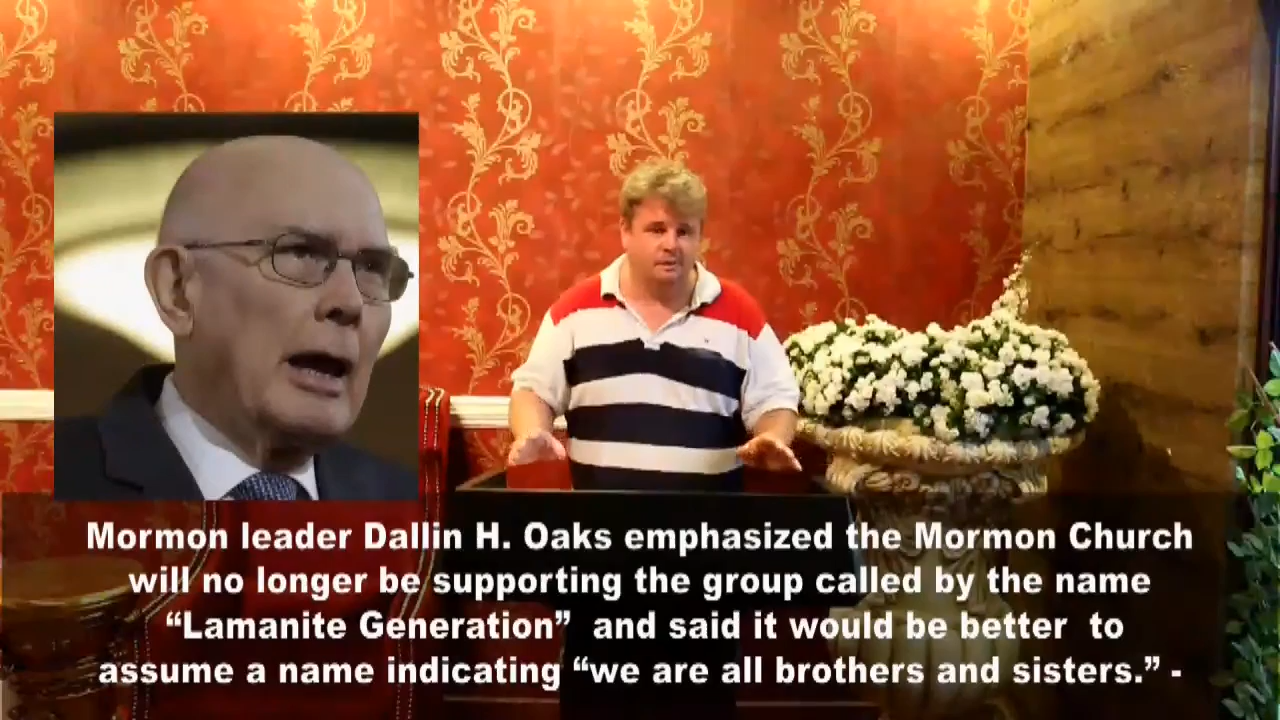 Mormon leader Dallin H. Oaks emphasized the Mormon Church
will no longer be supporting the group called by the name
“Lamanite Generation”  and said it would be better  to
assume a name indicating “we are all brothers and sisters.” -